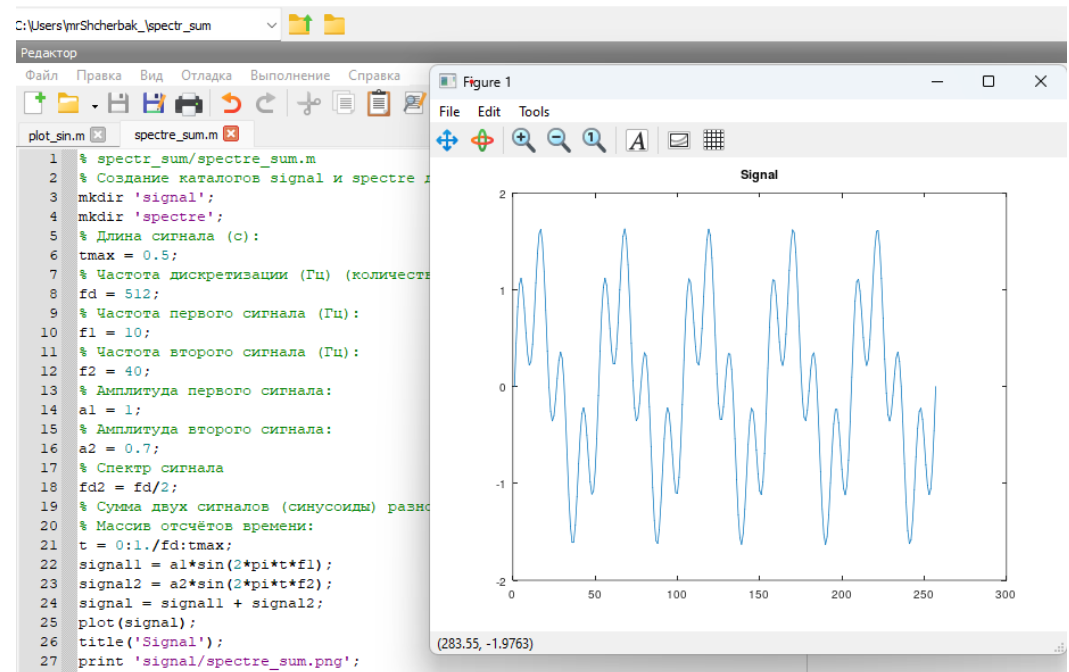 C:\Users\mrShcherbak_\spectr_sum
Редактор
Файл Правка Вид Отладка Выполнение Справка
plot_sin.m spectre_sum.m
1 % spectr_sum/spectre_sum.m
2 % Создание каталогов signal и spectre
3 mkdir 'signal';
4 mkdir 'spectre';
5 % Длина сигнала (с):
6 tmax = 0.5;
7 % Частота дискретизации (Гц)
8 fd = 512;
9 % Частота первого сигнала (Гц):
10 f1 = 10;
11 % Частота второго сигнала (Гц):
12 f2 = 40;
13 % Амплитуда первого сигнала:
14 a1 = 1;
15 % Амплитуда второго сигнала:
16 a2 = 0.7;
17 % Спектр сигнала
18 fd2 = fd/2;
19 % Сумма двух сигналов (синусоиды)
20 % Массив отсчётов времени:
21 t = 0:1./fd:tmax;
22 signal1 = a1*sin(2*pi*t*f1);
23 signal2 = a2*sin(2*pi*t*f2);
24 signal = signal1 + signal2;
25 plot(signal);
26 title('Signal');
27 print 'signal/spectre_sum.png';
Figure 1
File Edit Tools
A
Signal
2
1
0
-1
-2
0 50 100 150 200 250 300
(283.55, -1.9763)